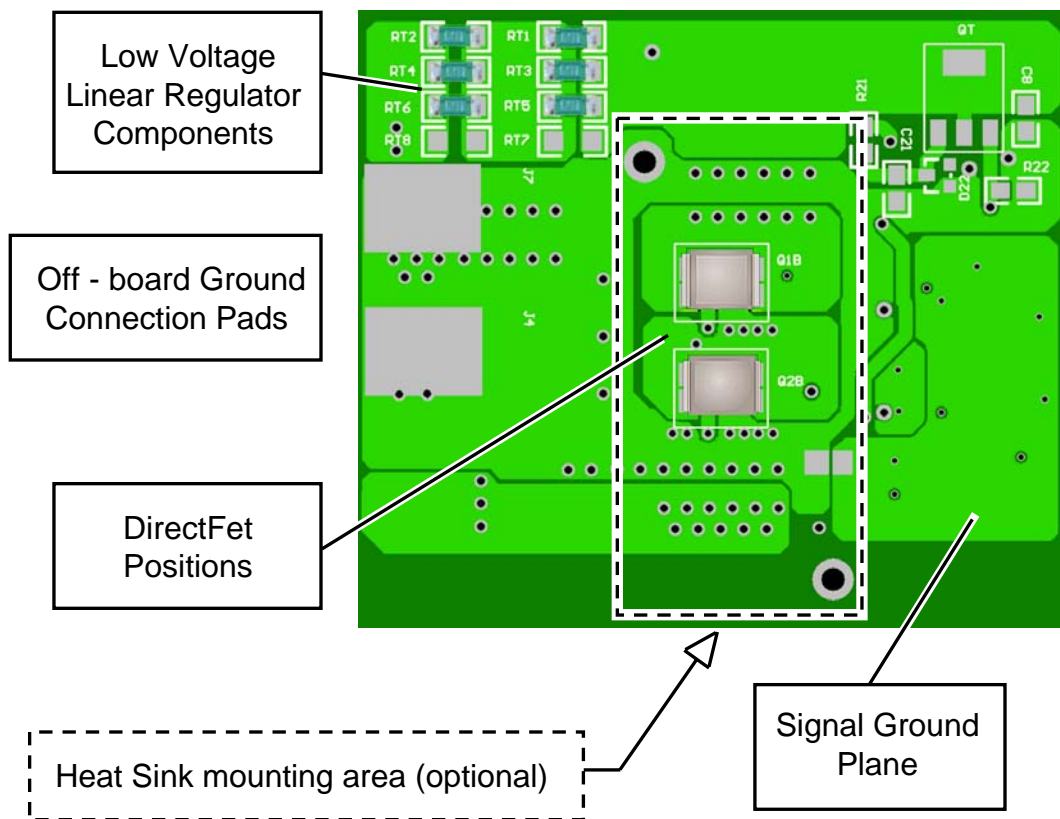 Low Voltage
Linear Regulator
Components
Off - board Ground
Connection Pads
DirectFet
Positions
Heat Sink mounting area (optional)
Signal Ground
Plane
RT2
RT1
RT4
RT3
RT6
RT5
RT8
RT7
J7
J4
Q1B
Q2B
QT
C8
R21
C21
D22
R22